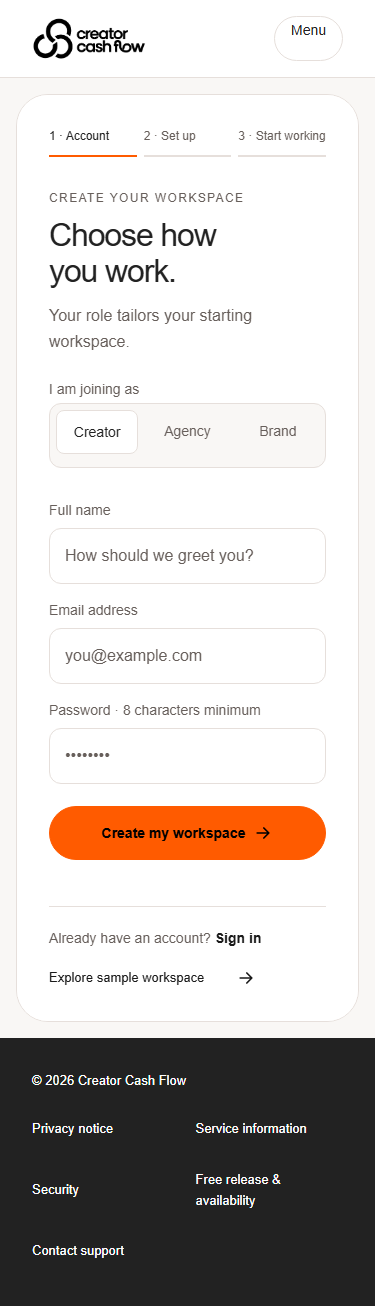 creator
cash flow
Menu
1 · Account
2 · Set up
3 · Start working
CREATE YOUR WORKSPACE
Choose how
you work.
Your role tailors your starting
workspace.
I am joining as
Creator
Agency
Brand
Full name
How should we greet you?
Email address
you@example.com
Password · 8 characters minimum
••••••••
Create my workspace →
Already have an account? Sign in
Explore sample workspace →
© 2026 Creator Cash Flow
Privacy notice
Service information
Security
Free release &
availability
Contact support